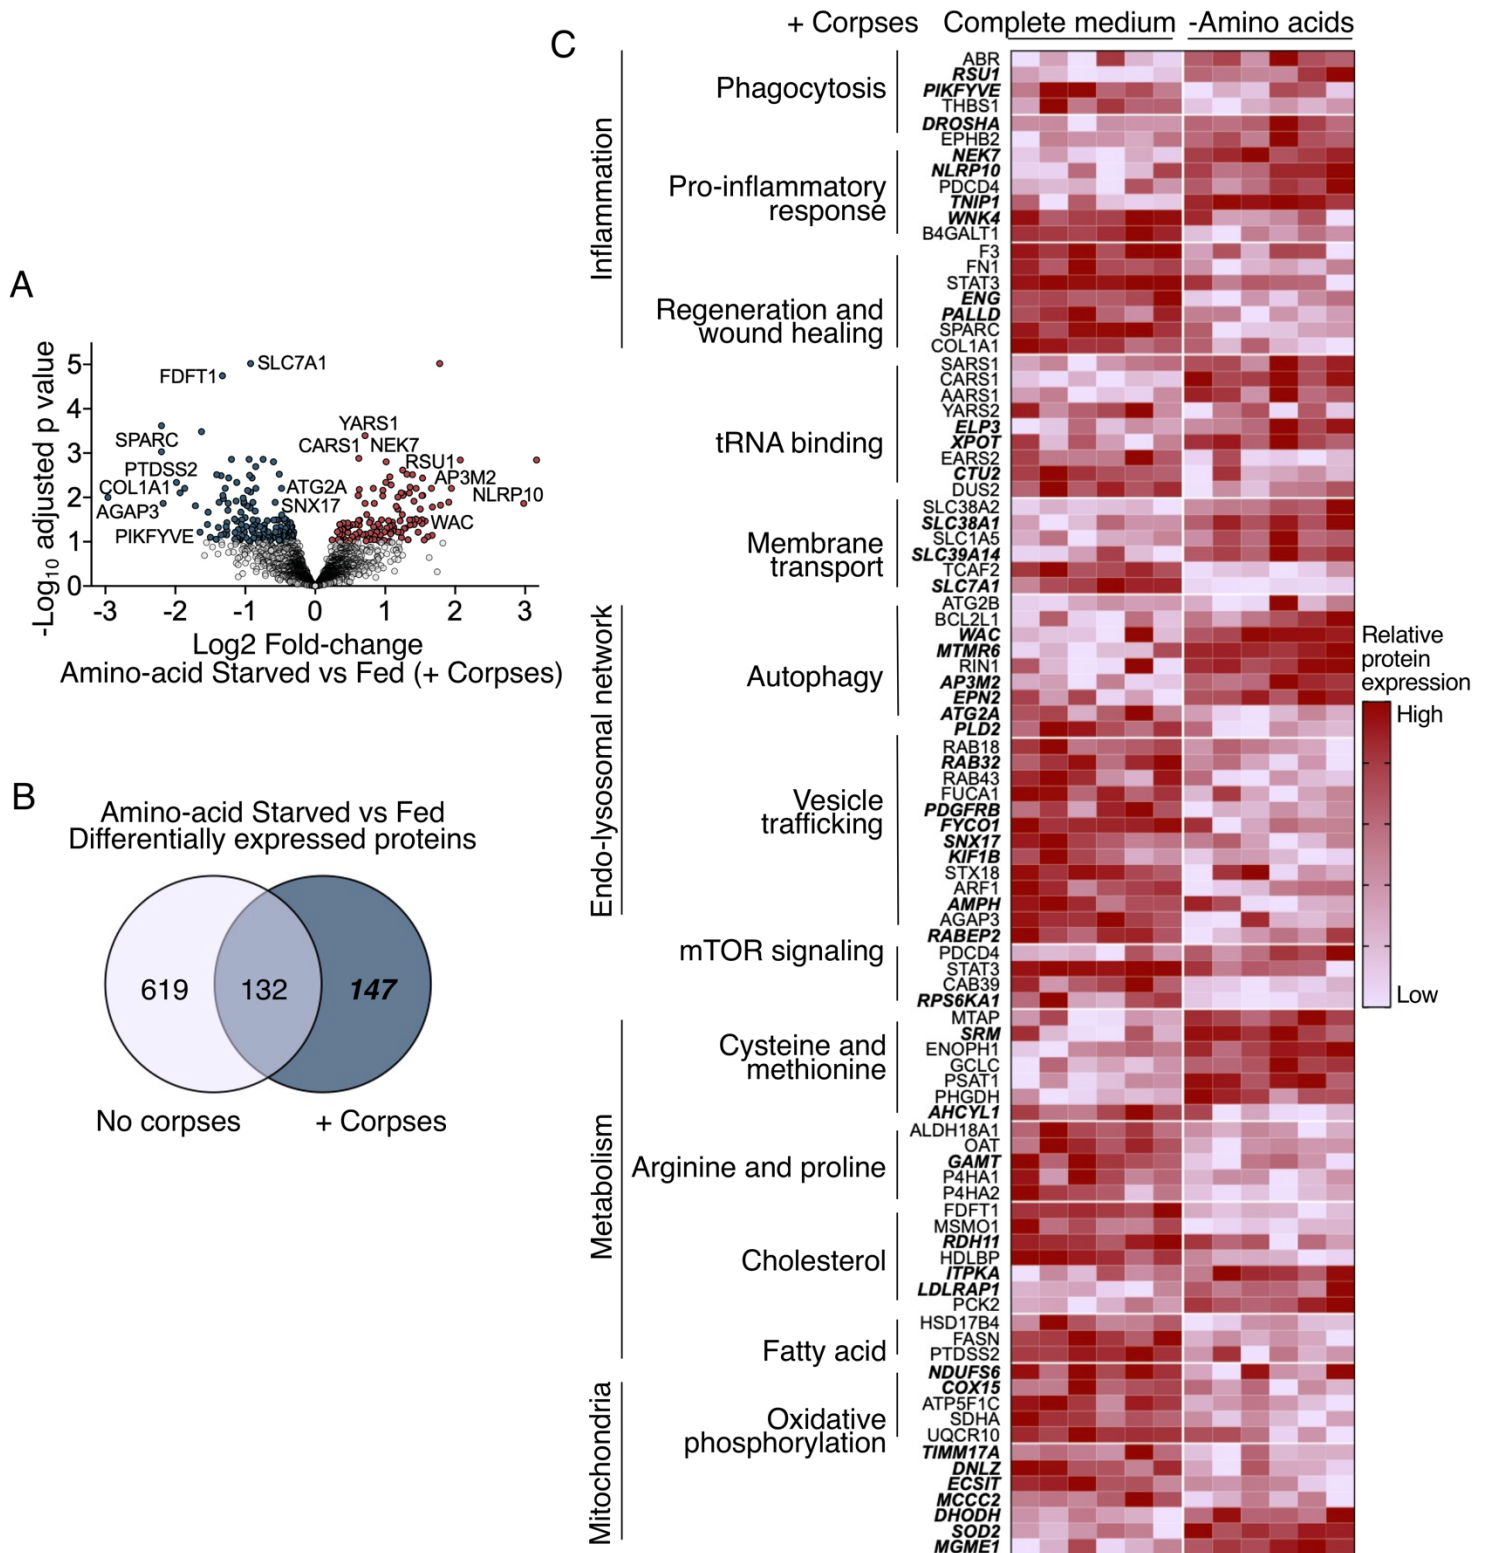 A
-Log10 adjusted p value
5
4
3
2
1
0
-3 -2 -1 0 1 2 3
SLC7A1
FDFT1
YARS1
SPARC
CARS1 NEK7
RSU1
PTDSS2
AP3M2
COL1A1
ATG2A
NLRP10
AGAP3
SNX17
WAC
PIKFYVE
Log2 Fold-change
Amino-acid Starved vs Fed (+ Corpses)
B
Amino-acid Starved vs Fed
Differentially expressed proteins
619 132 147
No corpses + Corpses
C
+ Corpses Complete medium -Amino acids
Inflammation
Phagocytosis
Pro-inflammatory
response
Regeneration and
wound healing
tRNA binding
Membrane
transport
Endo-lysosomal network
Autophagy
Vesicle
trafficking
mTOR signaling
Metabolism
Cysteine and
methionine
Arginine and proline
Cholesterol
Fatty acid
Mitochondria
Oxidative
phosphorylation
ABR
RSU1
PIKFYVE
THBS1
DROSHA
EPHB2
NEK7
NLRP10
PDCD4
TNIP1
WNK4
B4GALT1
F3
FN1
STAT3
ENG
PALLD
SPARC
COL1A1
SARS1
CARS1
AARS1
YARS2
ELP3
XPOT
EARS2
CTU2
DUS2
SLC38A2
SLC38A1
SLC1A5
SLC39A14
TCAF2
SLC7A1
ATG2B
BCL2L1
WAC
MTMR6
RIN1
AP3M2
EPN2
ATG2A
PLD2
RAB18
RAB32
RAB43
FUCA1
PDGFRB
FYCO1
SNX17
KIF1B
STX18
ARF1
AMPH
AGAP3
RABEP2
PDCD4
STAT3
CAB39
RPS6KA1
MTAP
SRM
ENOPH1
GCLC
PSAT1
PHGDH
AHCYL1
ALDH18A1
OAT
GAMT
P4HA1
P4HA2
FDFT1
MSMO1
RDH11
HDLBP
ITPKA
LDLRAP1
PCK2
HSD17B4
FASN
PTDSS2
NDUFS6
COX15
ATP5F1C
SDHA
UQCR10
TIMM17A
DNLZ
ECSIT
MCCC2
DHODH
SOD2
MGME1
Relative
protein
expression
High
Low